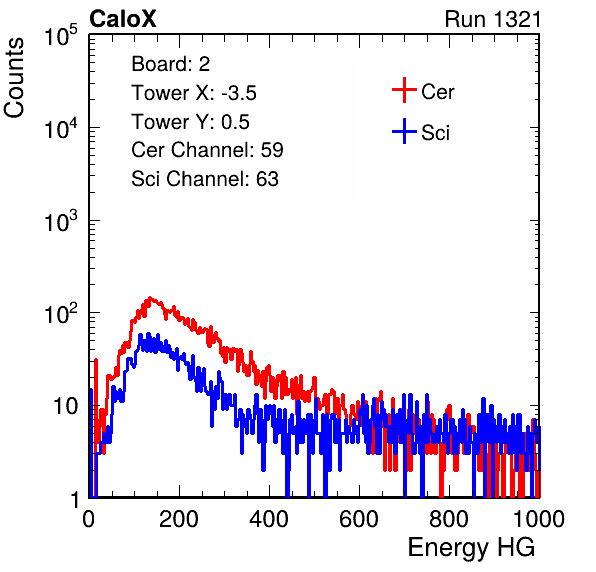 CaloX Run 1321
Counts
Board: 2
Tower X: -3.5
Tower Y: 0.5
Cer Channel: 59
Sci Channel: 63
Cer
Sci
10^5
10^4
10^3
10^2
10
1
0 200 400 600 800 1000
Energy HG